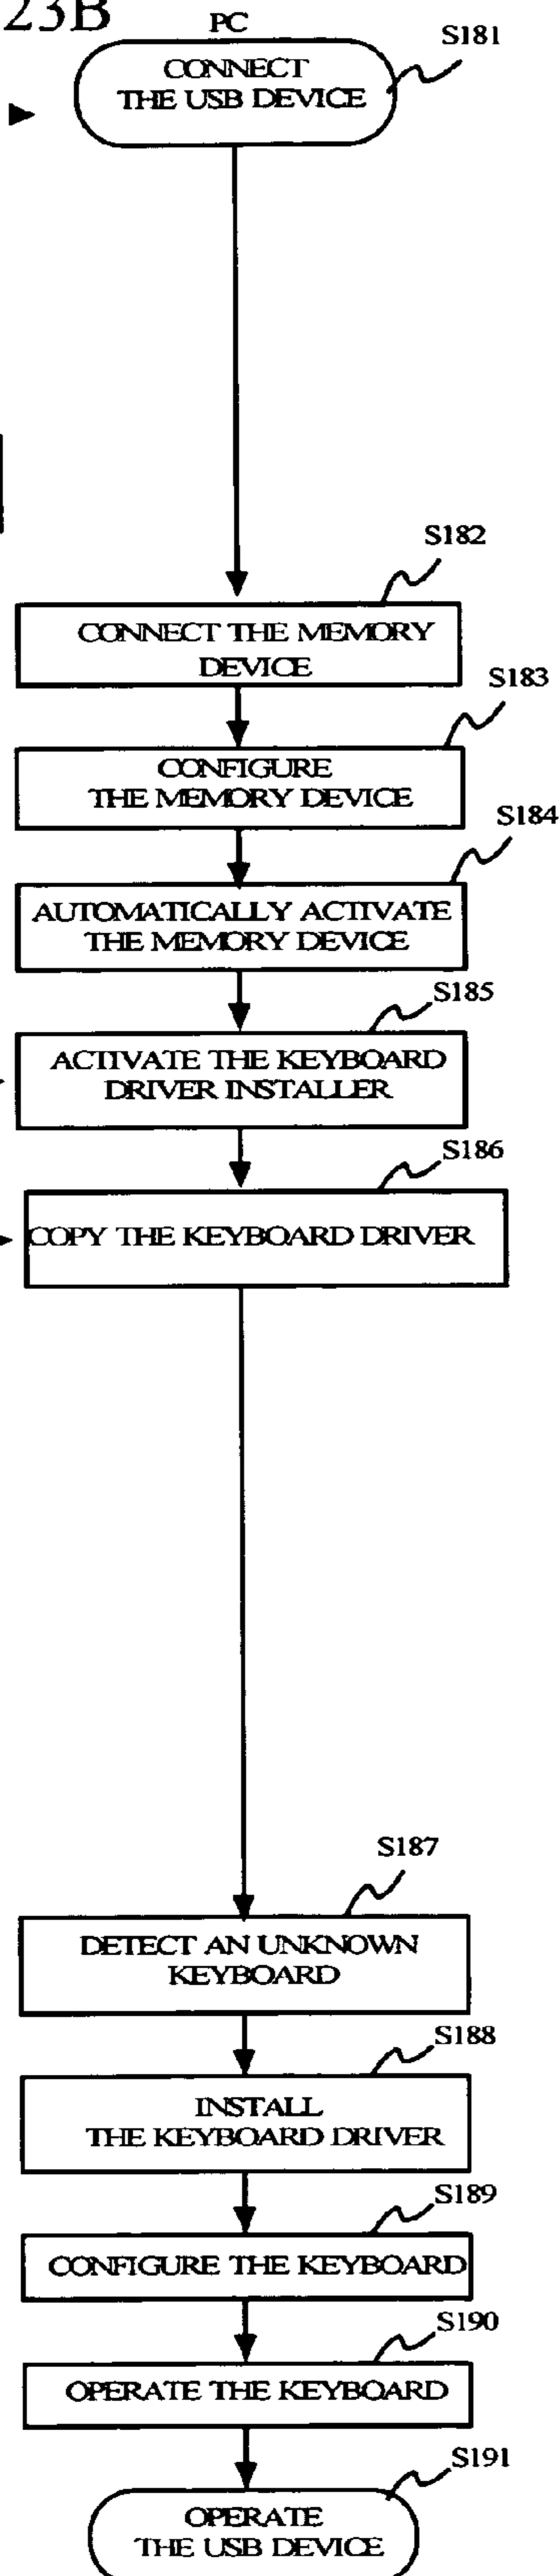 23B
PC
S181
CONNECT
THE USB DEVICE
S182
CONNECT THE MEMORY
DEVICE
S183
CONFIGURE
THE MEMORY DEVICE
S184
AUTOMATICALLY ACTIVATE
THE MEMORY DEVICE
S185
ACTIVATE THE KEYBOARD
DRIVER INSTALLER
S186
COPY THE KEYBOARD DRIVER
S187
DETECT AN UNKNOWN
KEYBOARD
S188
INSTALL
THE KEYBOARD DRIVER
S189
CONFIGURE THE KEYBOARD
S190
OPERATE THE KEYBOARD
S191
OPERATE
THE USB DEVICE